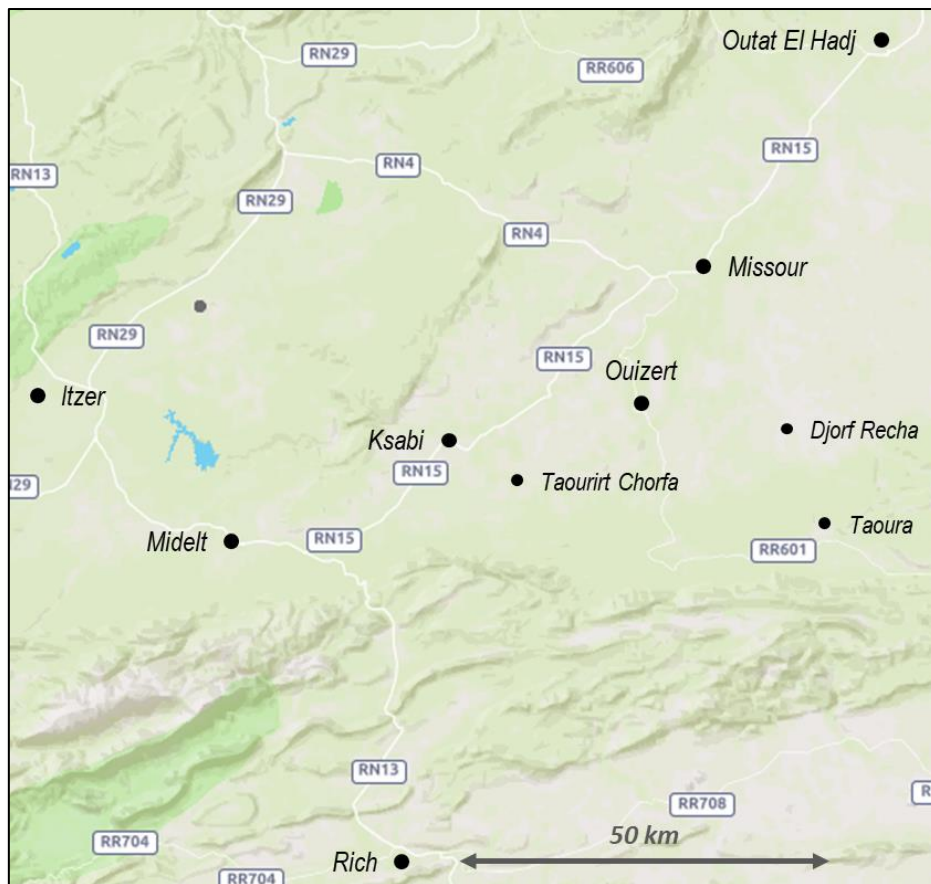 Outat El Hadj
RN29
RR606
RN4
RN15
RN13
RN29
RN4
Missour
RN29
RN15
Ouizert
Itzer
Djorf Recha
Ksabi
RN15
Taourirt Chorfa
Taoura
Midelt
RN15
RR601
RN13
RR708
50 km
RR704
Rich
RR704